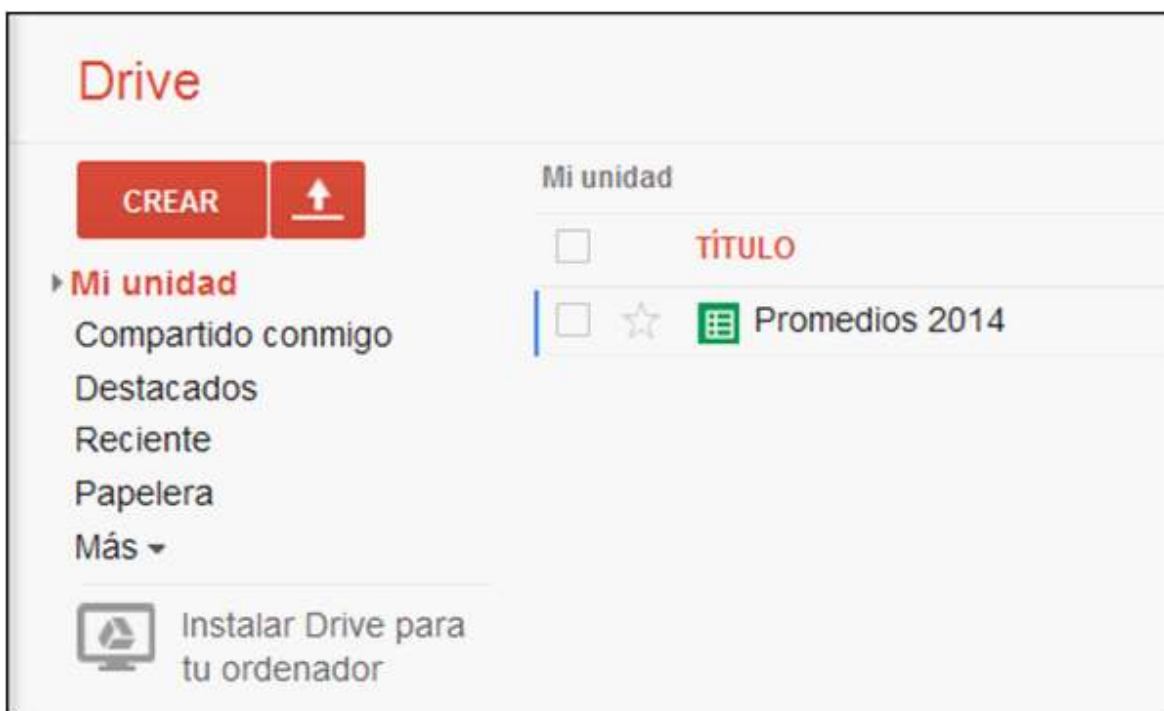 Drive
CREAR
Mi unidad
Compartido conmigo
Destacados
Reciente
Papelera
Más
Instalar Drive para
tu ordenador
Mi unidad
TÍTULO
Promedios 2014